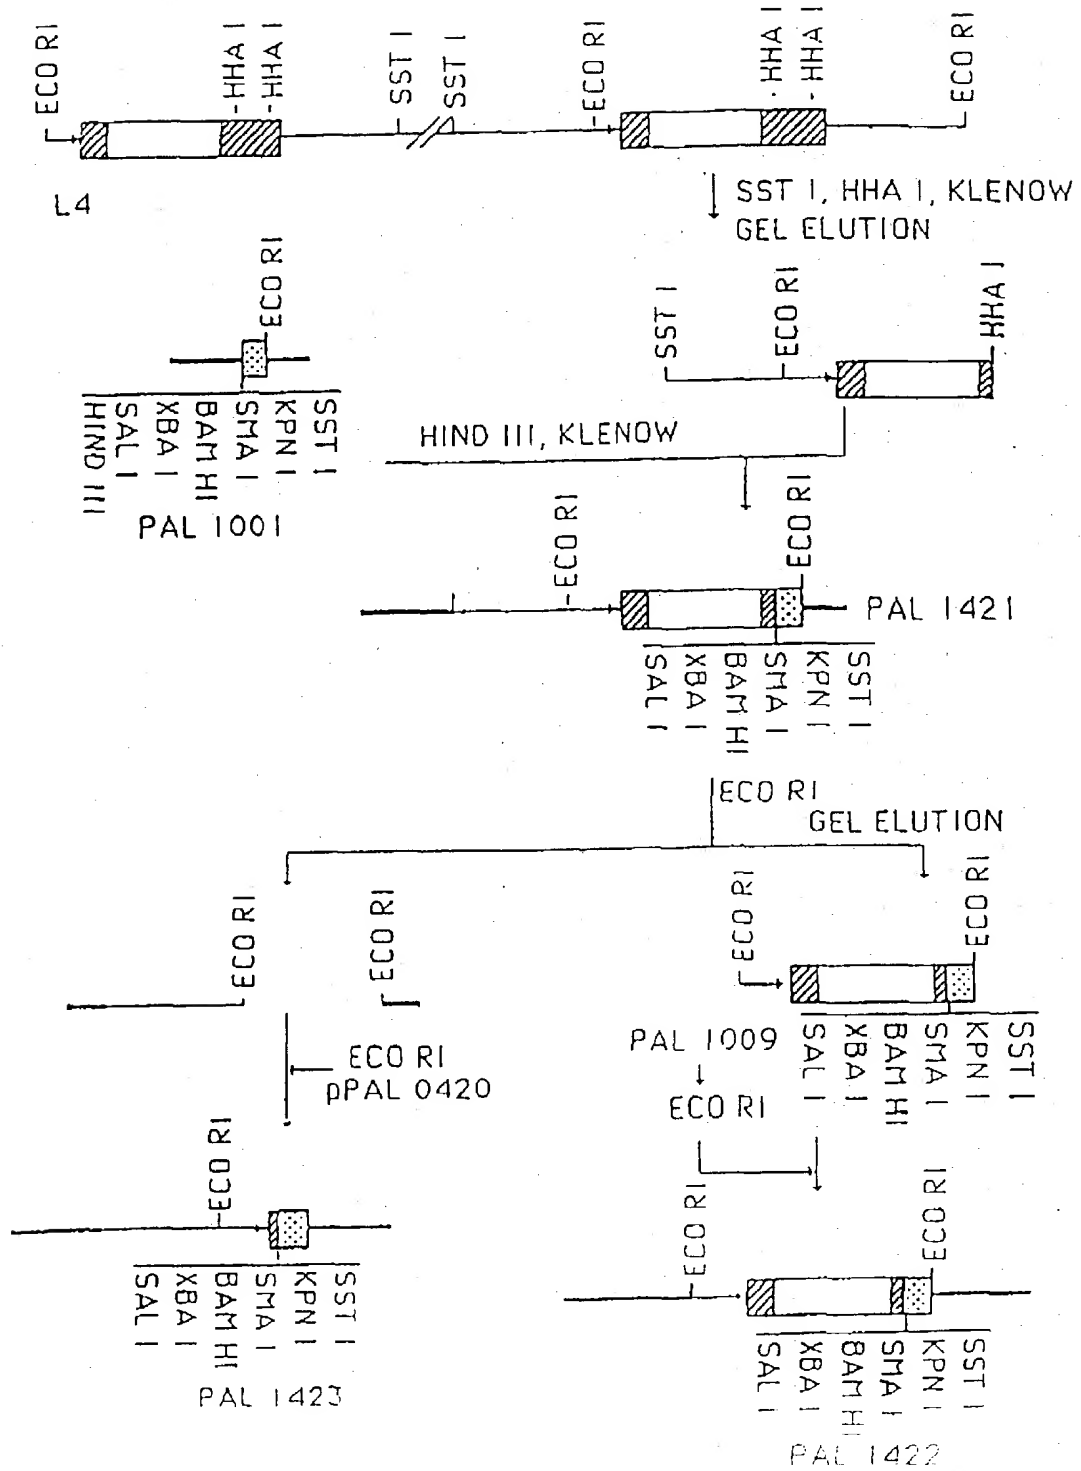 ECO RI
HHA I
HHA I
SST I
SST I
ECO RI
HHA I
HHA I
ECO RI
L4
SST I, HHA I, KLENOW
GEL ELUTION
ECO RI
HIND III
SAL I
XBA I
BAM HI
SMA I
KPN I
SST I
PAL 1001
SST I
ECO RI
HHA I
HIND III, KLENOW
ECO RI
ECO RI
PAL 1421
SAL I
XBA I
BAM HI
SMA I
KPN I
SST I
ECO RI
GEL ELUTION
ECO RI
ECO RI
ECO RI
ECO RI
SAL I
XBA I
BAM HI
SMA I
KPN I
SST I
PAL 1009
ECO RI
ECO RI
pPAL 0420
ECO RI
SAL I
XBA I
BAM HI
SMA I
KPN I
SST I
PAL 1423
ECO RI
ECO RI
SAL I
XBA I
BAM HI
SMA I
KPN I
SST I
PAL 1422